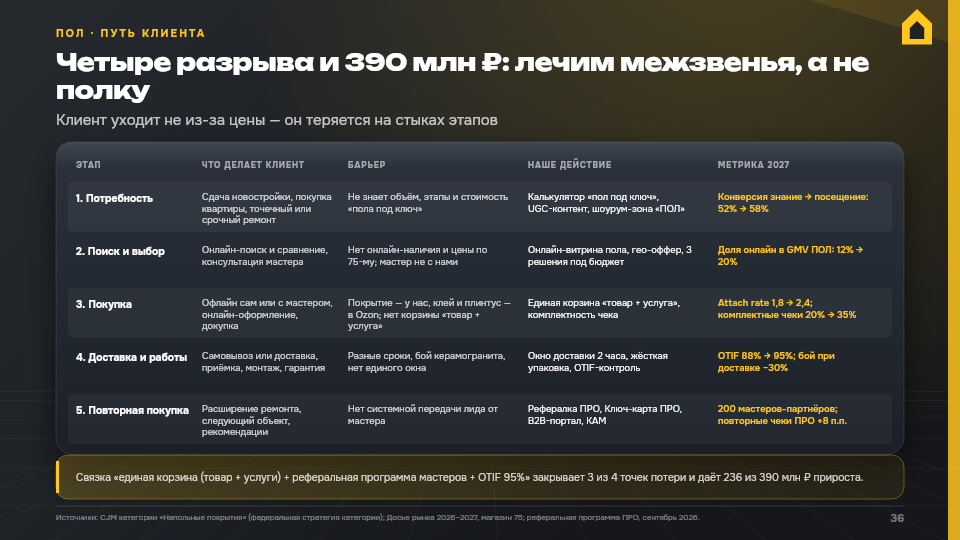 ПОЛ · ПУТЬ КЛИЕНТА
Четыре разрыва и 390 млн ₽: лечим межзвенья, а не
полку
Клиент уходит не из-за цены — он теряется на стыках этапов
ЭТАП
ЧТО ДЕЛАЕТ КЛИЕНТ
БАРЬЕР
НАШЕ ДЕЙСТВИЕ
МЕТРИКА 2027
1. Потребность
Сдача новостройки, покупка
квартиры, точечный или
срочный ремонт
Не знает объём, этапы и стоимость
«пола под ключ»
Калькулятор «пол под ключ»,
UGC-контент, шоурум-зона «ПОЛ»
Конверсия знание → посещение:
52% → 58%
2. Поиск и выбор
Онлайн-поиск и сравнение,
консультация мастера
Нет онлайн-наличия и цены по
75-му; мастер не с нами
Онлайн-витрина пола, гео-оффер, 3
решения под бюджет
Доля онлайн в GMV ПОЛ: 12% →
20%
3. Покупка
Офлайн сам или с мастером,
онлайн-оформление,
докупка
Покрытие — у нас, клей и плинтус —
в Ozon; нет корзины «товар +
услуга»
Единая корзина «товар + услуга»,
комплектность чека
Attach rate 1,8 → 2,4;
комплектные чеки 20% → 35%
4. Доставка и работы
Самовывоз или доставка,
приёмка, монтаж, гарантия
Разные сроки, бой керамогранита,
нет единого окна
Окно доставки 2 часа, жёсткая
упаковка, OTIF-контроль
OTIF 88% → 95%; бой при
доставке −30%
5. Повторная покупка
Расширение ремонта,
следующий объект,
рекомендации
Нет системной передачи лида от
мастера
Рефералка ПРО, Ключ-карта ПРО,
B2B-портал, КАМ
200 мастеров-партнёров;
повторные чеки ПРО +8 п.п.
Связка «единая корзина (товар + услуги) + реферальная программа мастеров + OTIF 95%» закрывает 3 из 4 точек потери и даёт 236 из 390 млн ₽ прироста.
Источники: CJM категории «Напольные покрытия» (федеральная стратегия категории); Досье рынка 2026–2027, магазин 75; реферальная программа ПРО, сентябрь 2026.
36